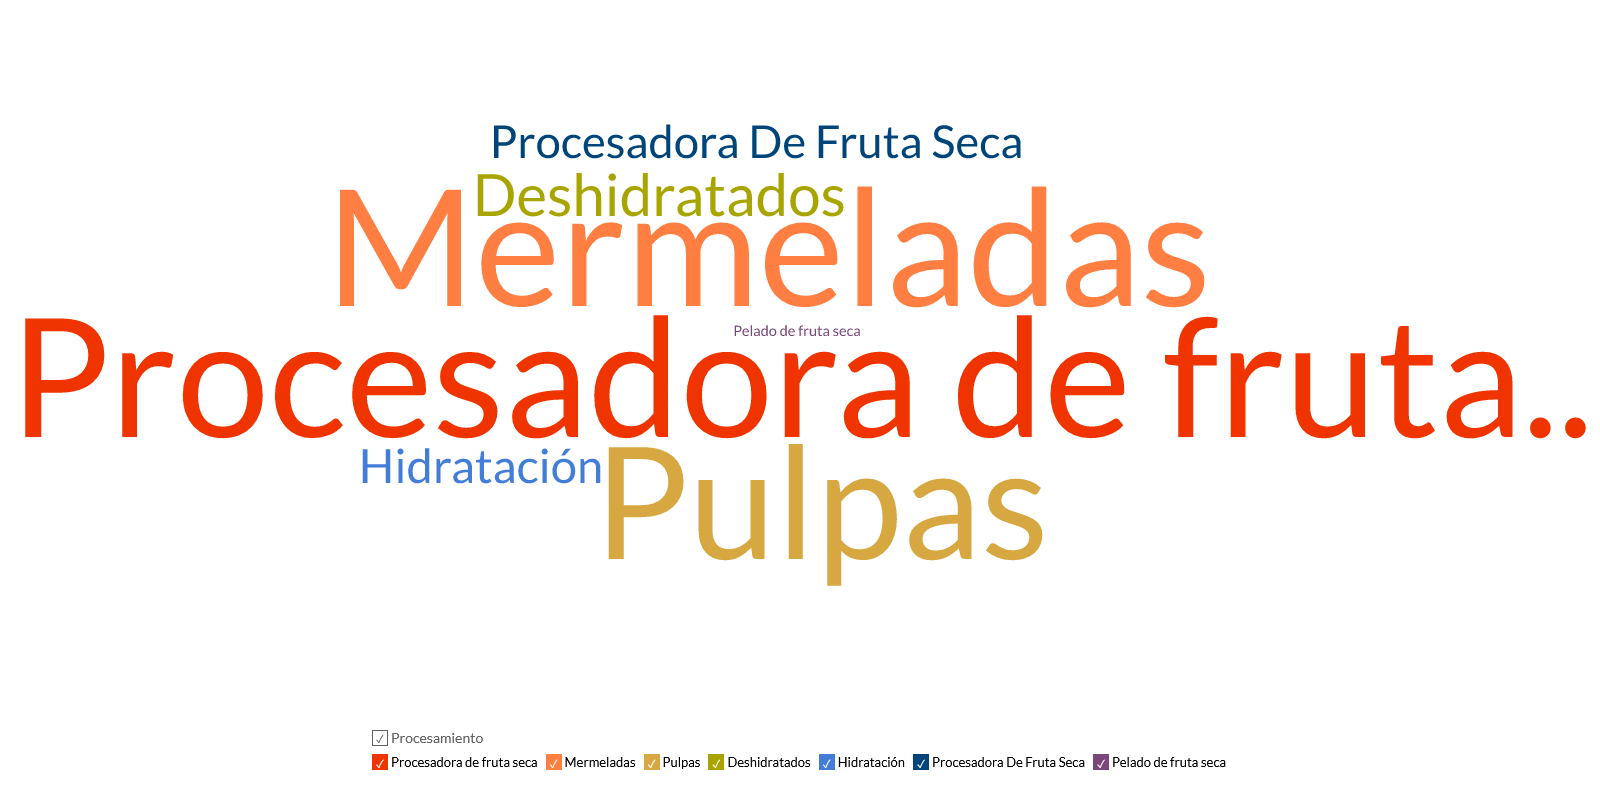 Procesadora De Fruta Seca
Deshidratados
Mermeladas
Pelado de fruta seca
Procesadora de fruta..
Hidratación
Pulpas
Procesamiento
Procesadora de fruta seca Mermeladas Pulpas Deshidratados Hidratación Procesadora De Fruta Seca Pelado de fruta seca